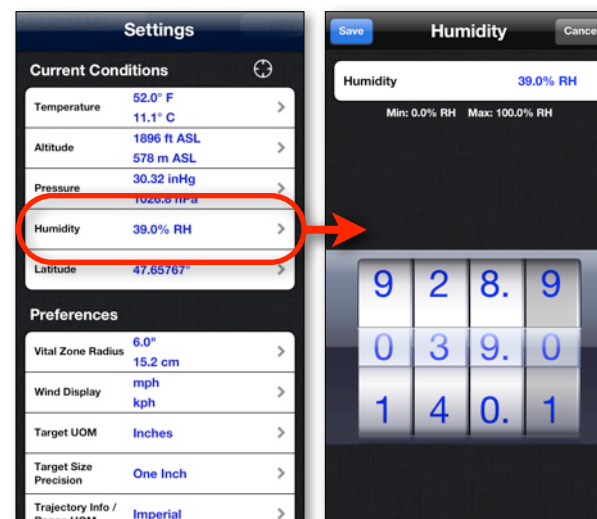 Settings
Current Conditions
Temperature
52.0° F
11.1° C
Altitude
1896 ft ASL
578 m ASL
Pressure
30.32 inHg
1026.8 hPa
Humidity
39.0% RH
Latitude
47.65767°
Preferences
Vital Zone Radius
6.0"
15.2 cm
Wind Display
mph
kph
Target UOM
Inches
Target Size
Precision
One Inch
Trajectory Info /
Range UOM
Imperial
Save
Humidity
Cance
Humidity
39.0% RH
Min: 0.0% RH Max: 100.0% RH
9 2 8. 9
0 3 9. 0
1 4 0. 1